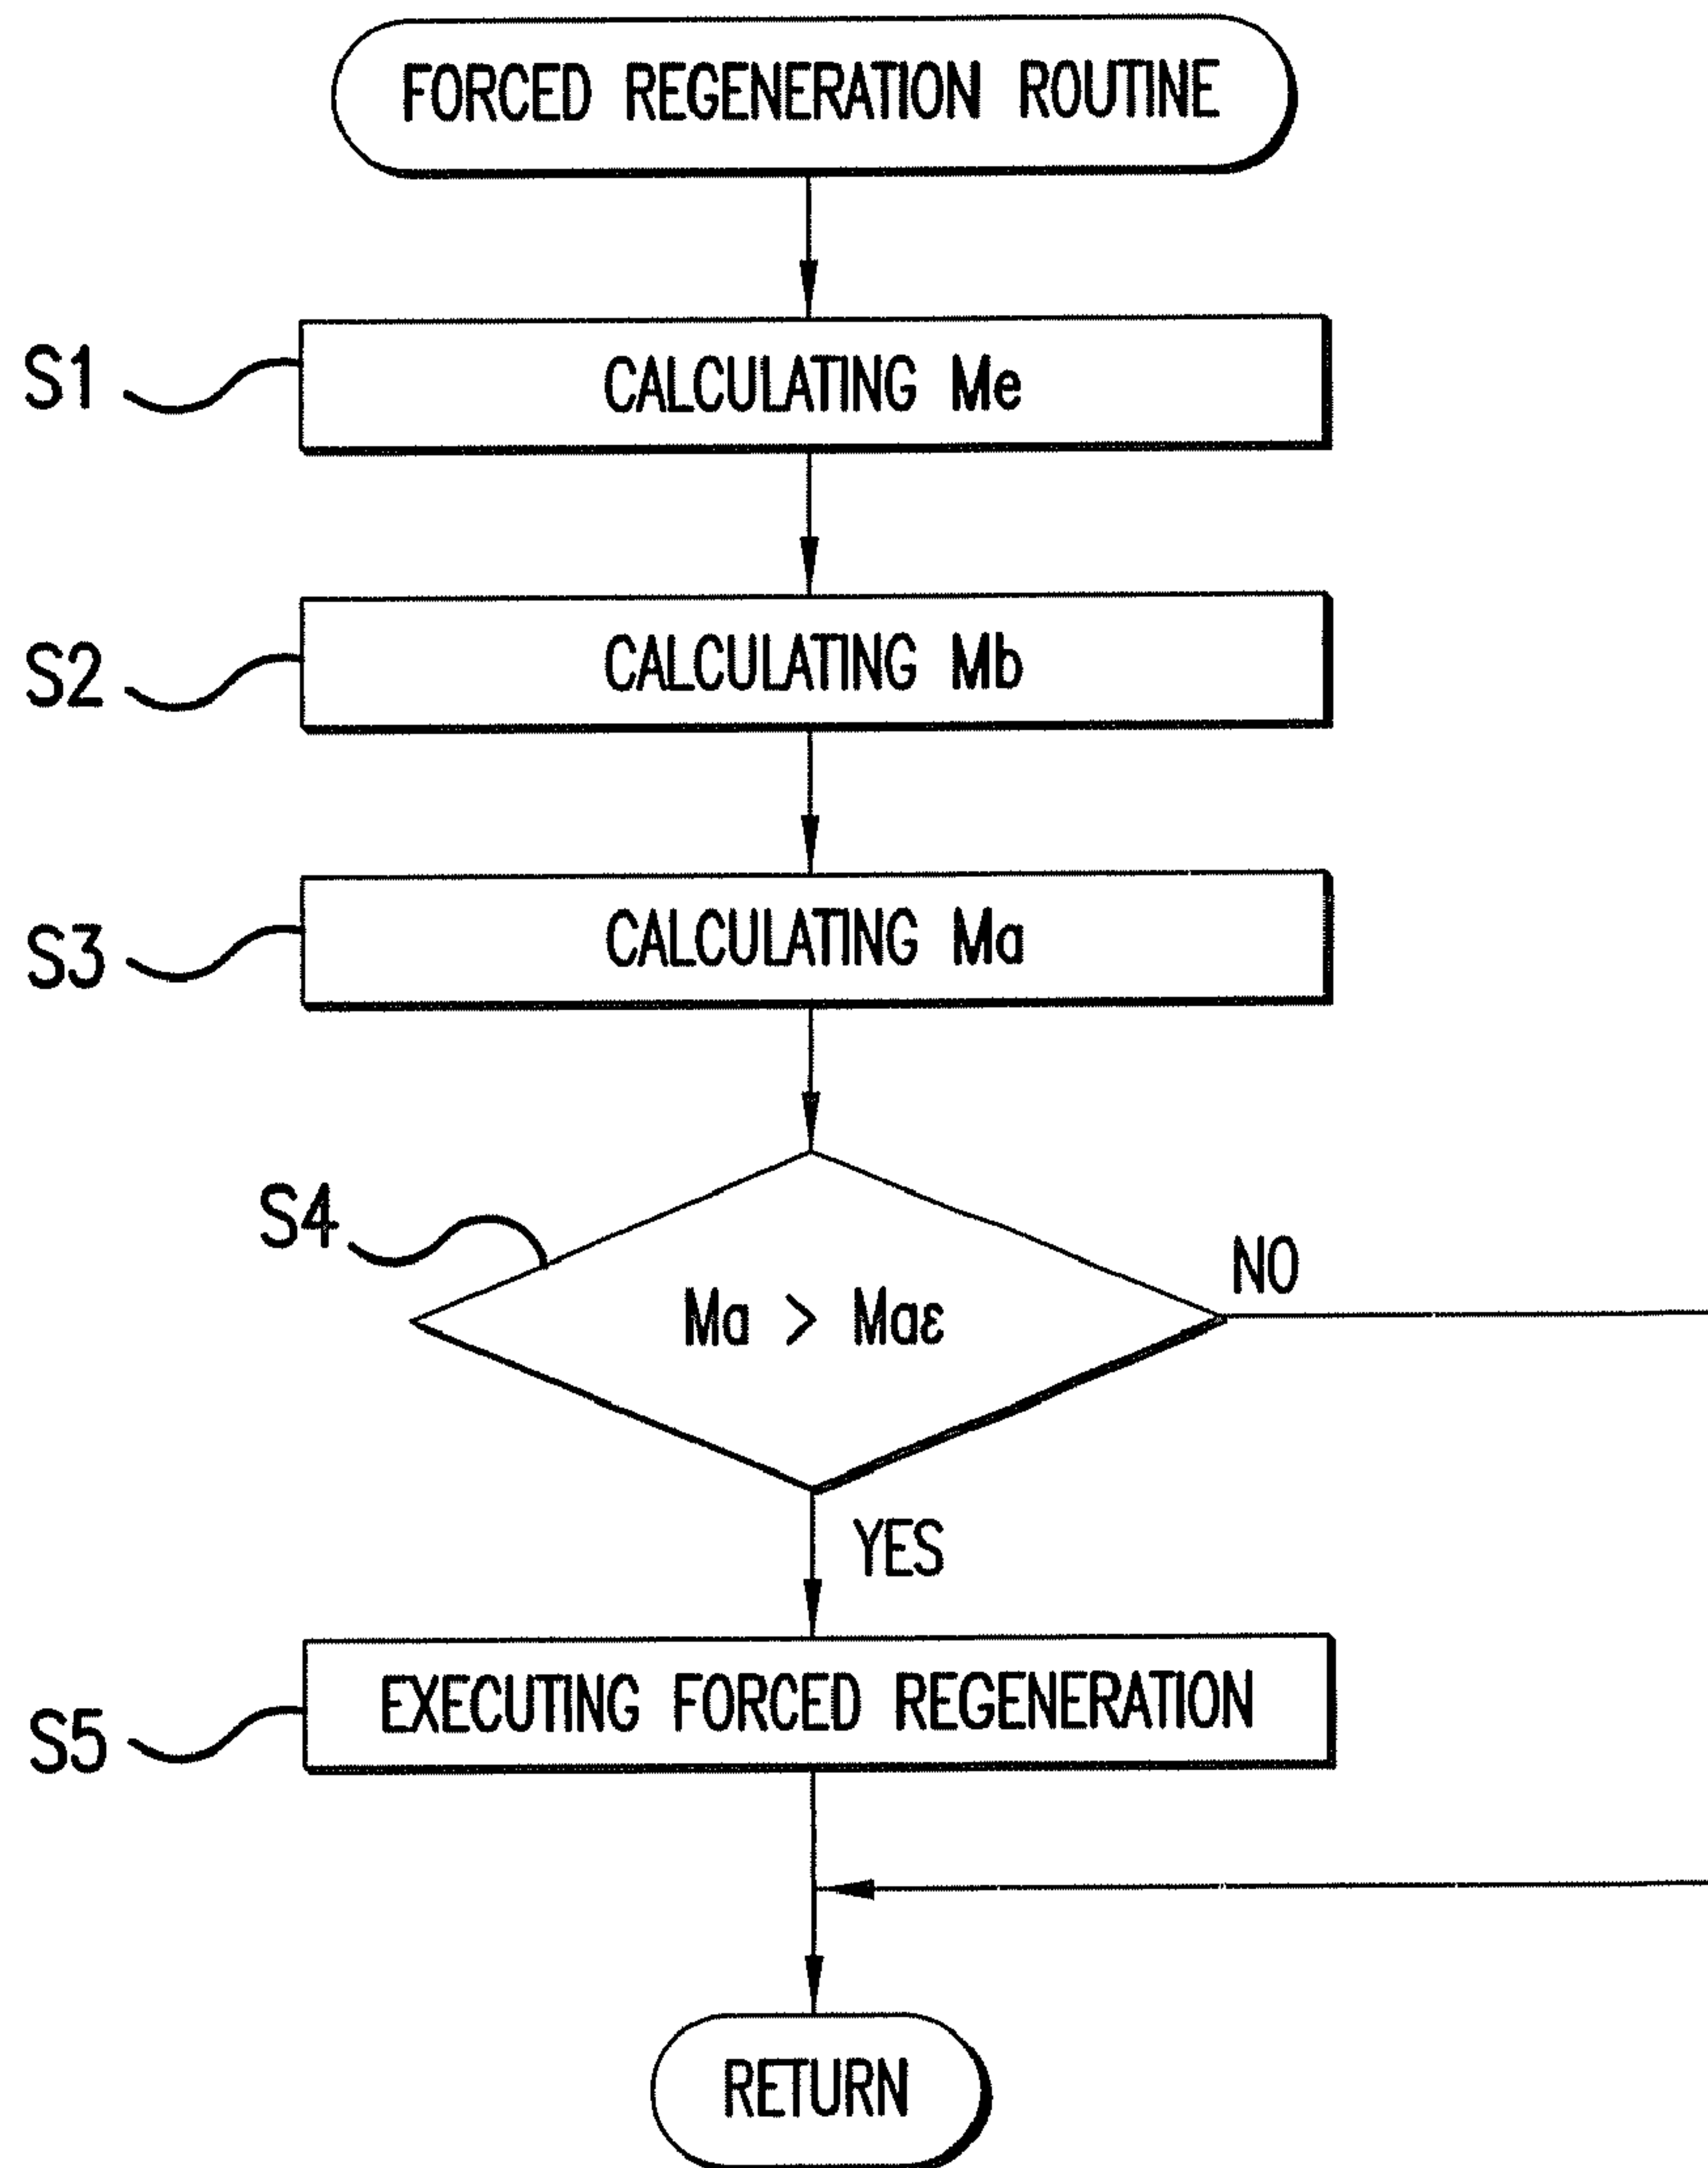 FORCED REGENERATION ROUTINE
S1
CALCULATING Me
S2
CALCULATING Mb
S3
CALCULATING Ma
S4
Ma > Maε
NO
YES
S5
EXECUTING FORCED REGENERATION
RETURN